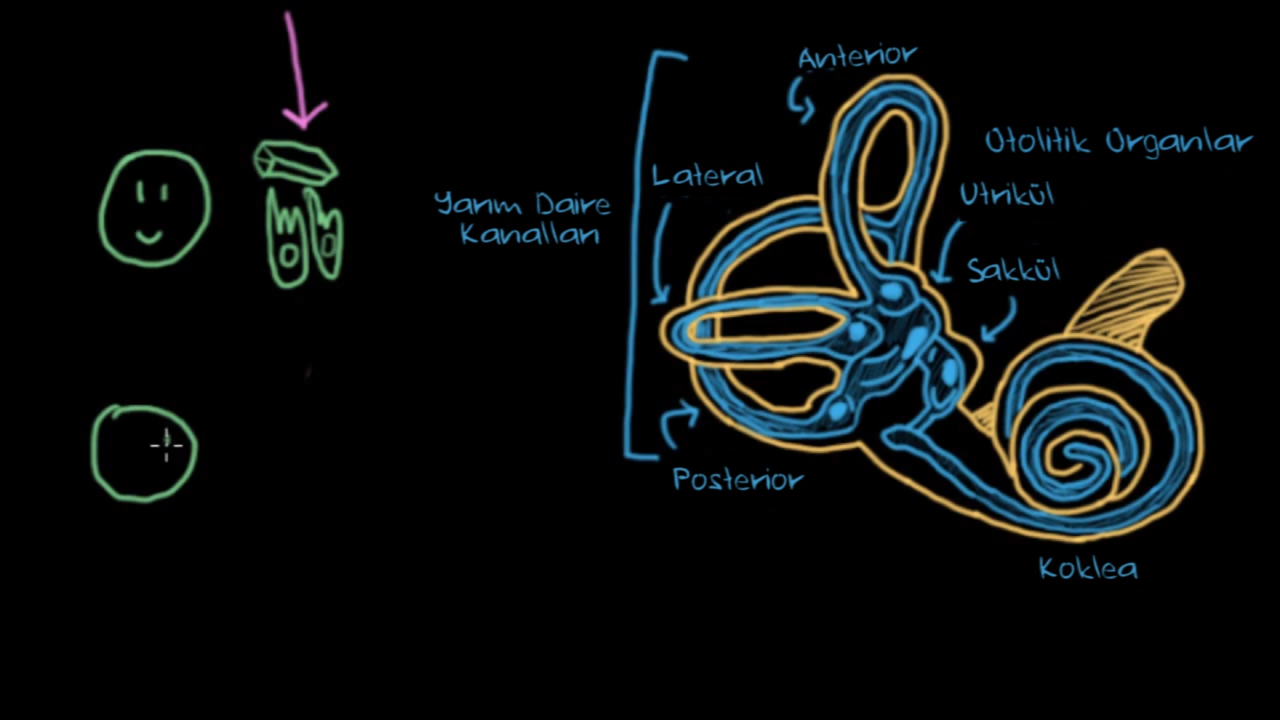 Anterior
Otolitik Organlar
Lateral
Utrikül
Yarım Daire
Kanalları
Sakkül
Posterior
Koklea